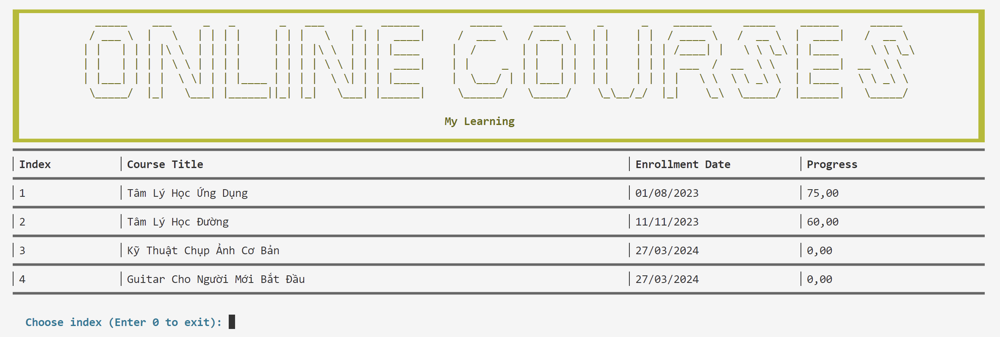 ONLINE COURSES
My Learning
Index Course Title Enrollment Date Progress
1 Tâm Lý Học Ứng Dụng 01/08/2023 75,00
2 Tâm Lý Học Đường 11/11/2023 60,00
3 Kỹ Thuật Chụp Ảnh Cơ Bản 27/03/2024 0,00
4 Guitar Cho Người Mới Bắt Đầu 27/03/2024 0,00
Choose index (Enter 0 to exit):